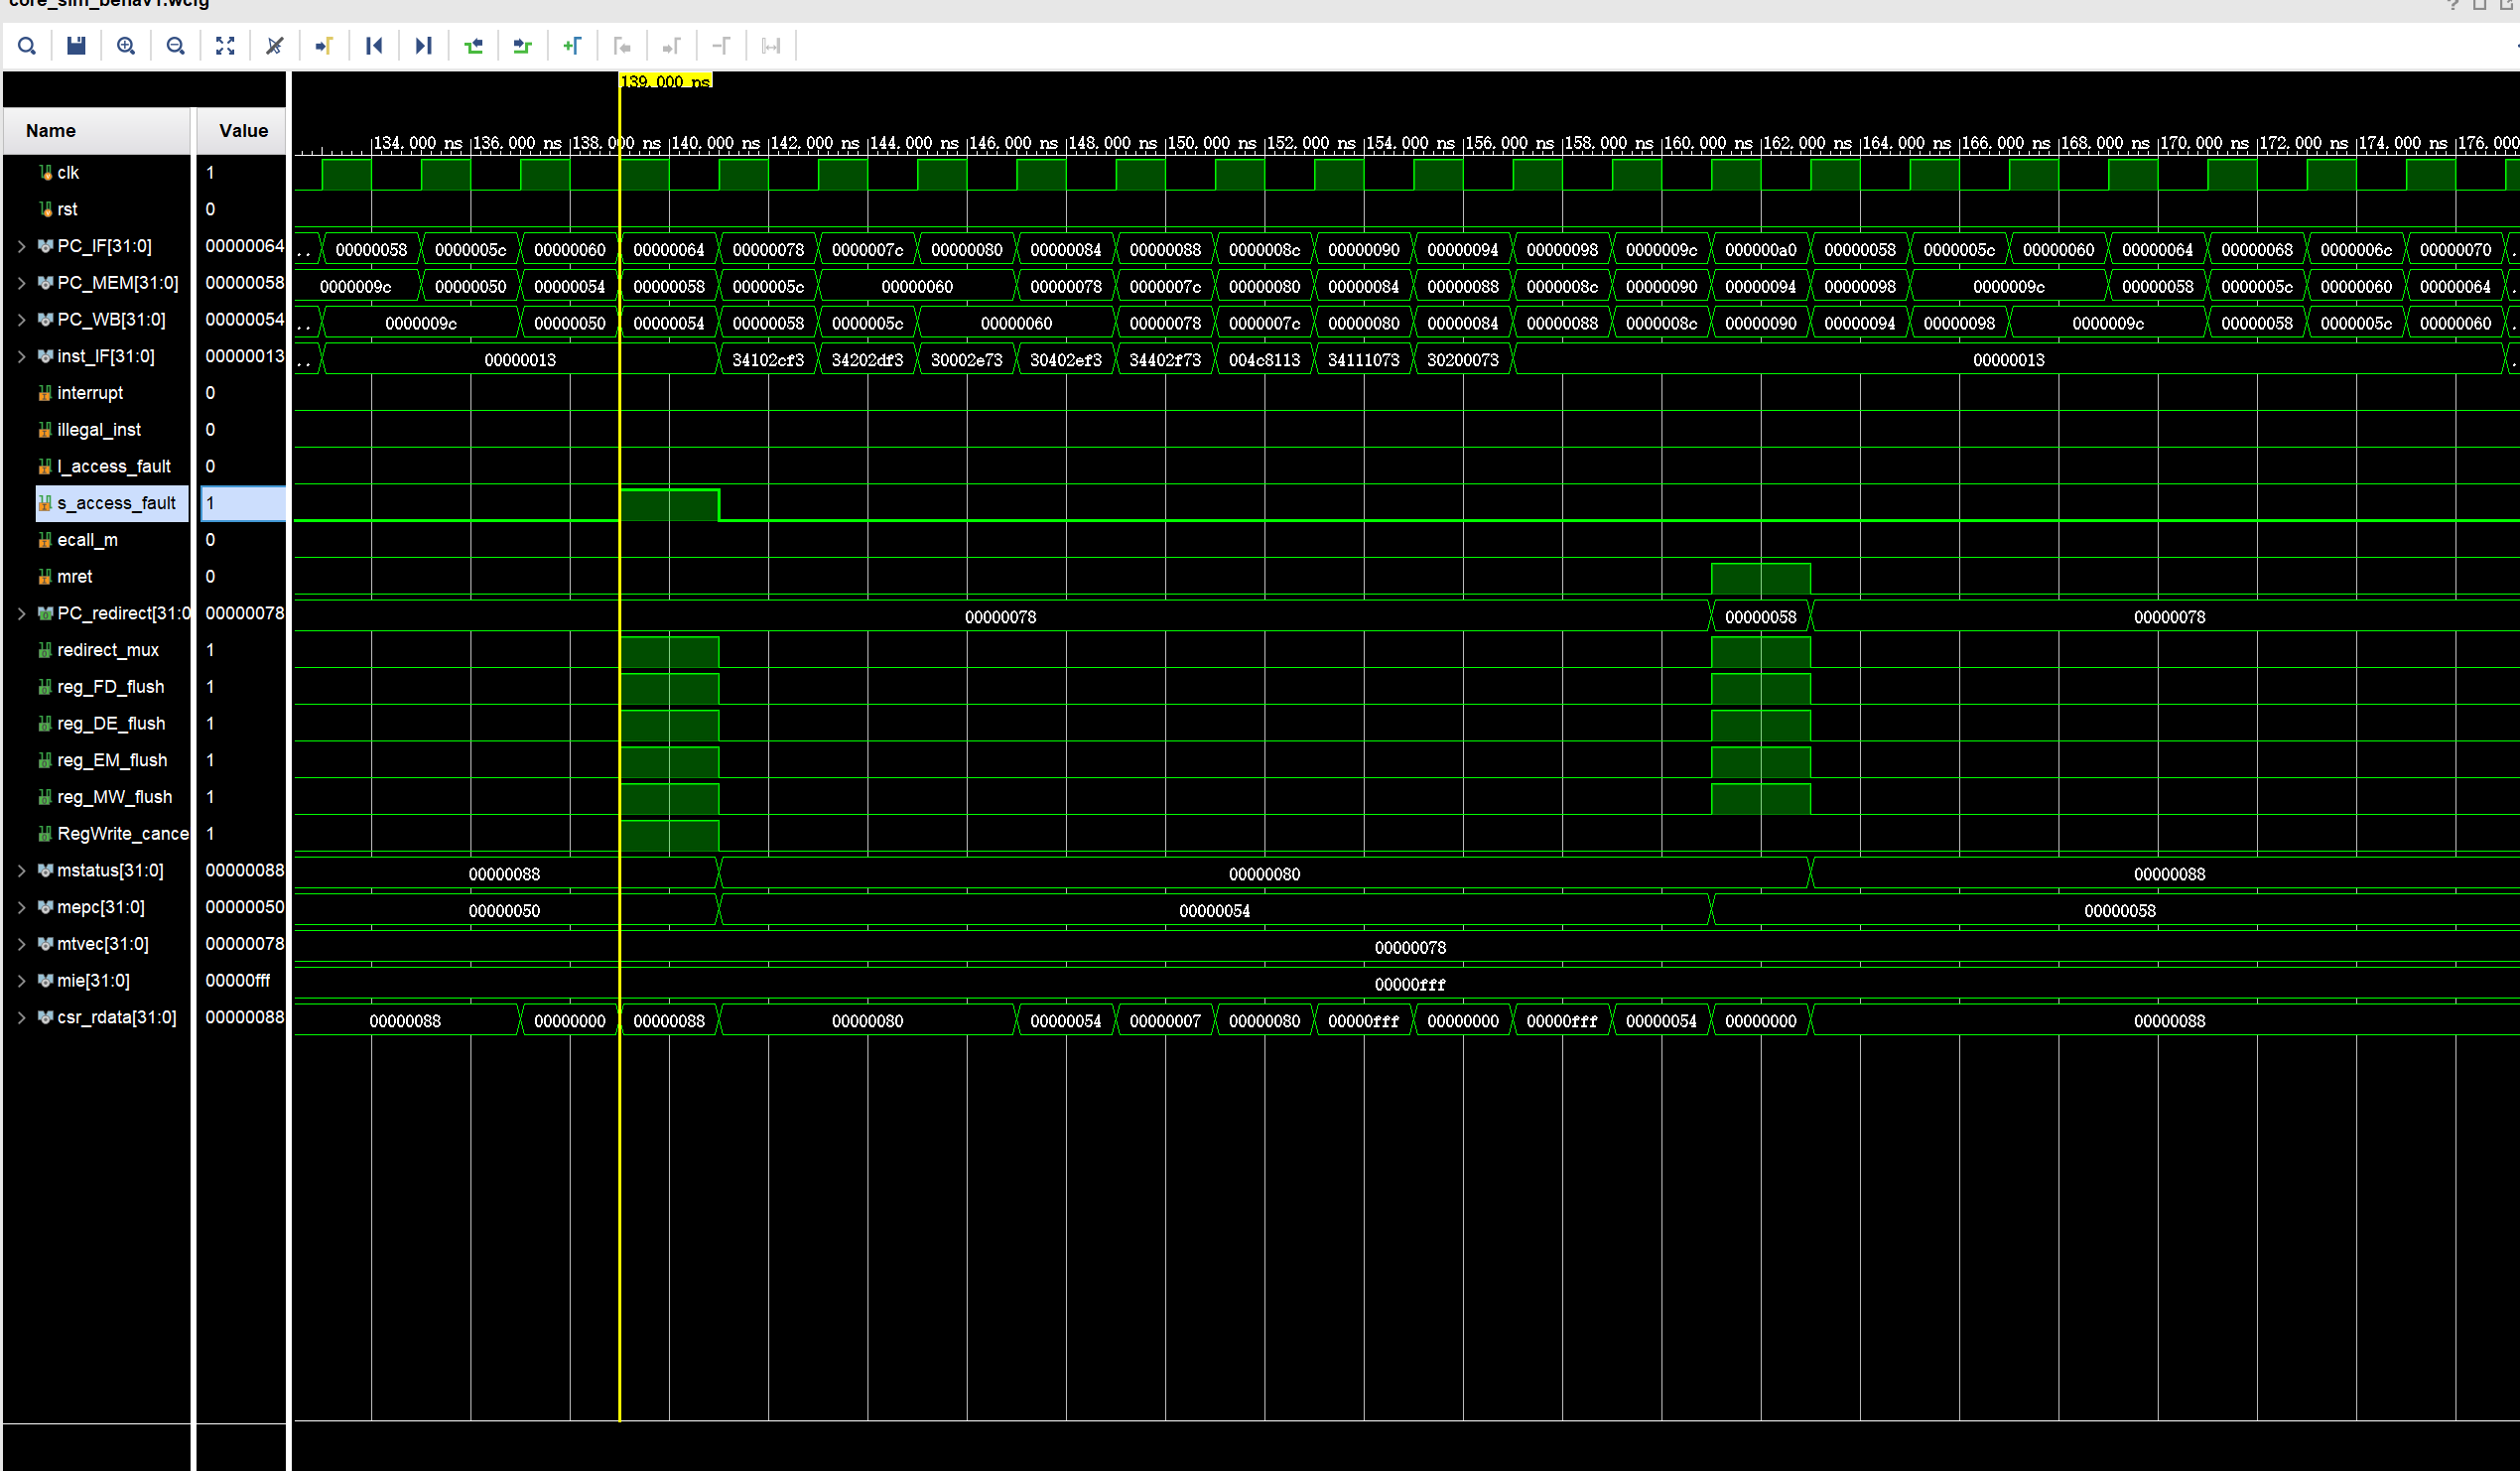 core_sim_behav1.wcfg
139.000 ns
Name Value
134.000 ns 136.000 ns 138.000 ns 140.000 ns 142.000 ns 144.000 ns 146.000 ns 148.000 ns 150.000 ns 152.000 ns 154.000 ns 156.000 ns 158.000 ns 160.000 ns 162.000 ns 164.000 ns 166.000 ns 168.000 ns 170.000 ns 172.000 ns 174.000 ns 176.000
clk 1
rst 0
PC_IF[31:0] 00000064 .. 00000058 0000005c 00000060 00000064 00000078 0000007c 00000080 00000084 00000088 0000008c 00000090 00000094 00000098 0000009c 000000a0 00000058 0000005c 00000060 00000064 00000068 0000006c 00000070 .
PC_MEM[31:0] 00000058 0000009c 00000050 00000054 00000058 0000005c 00000060 00000078 0000007c 00000080 00000084 00000088 0000008c 00000090 00000094 00000098 0000009c 00000058 0000005c 00000060 00000064 .
PC_WB[31:0] 00000054 .. 0000009c 00000050 00000054 00000058 0000005c 00000060 00000078 0000007c 00000080 00000084 00000088 0000008c 00000090 00000094 00000098 0000009c 00000058 0000005c 00000060 .
inst_IF[31:0] 00000013 .. 00000013 34102cf3 34202df3 30002e73 30402ef3 34402f73 004c8113 34111073 30200073 00000013 .
interrupt 0
illegal_inst 0
l_access_fault 0
s_access_fault 1
ecall_m 0
mret 0
PC_redirect[31:0 00000078 00000078 00000058 00000078
redirect_mux 1
reg_FD_flush 1
reg_DE_flush 1
reg_EM_flush 1
reg_MW_flush 1
RegWrite_cance 1
mstatus[31:0] 00000088 00000088 00000080 00000088
mepc[31:0] 00000050 00000050 00000054 00000058
mtvec[31:0] 00000078 00000078
mie[31:0] 00000fff 00000fff
csr_rdata[31:0] 00000088 00000088 00000000 00000088 00000080 00000054 00000007 00000080 00000fff 00000000 00000fff 00000054 00000000 00000088